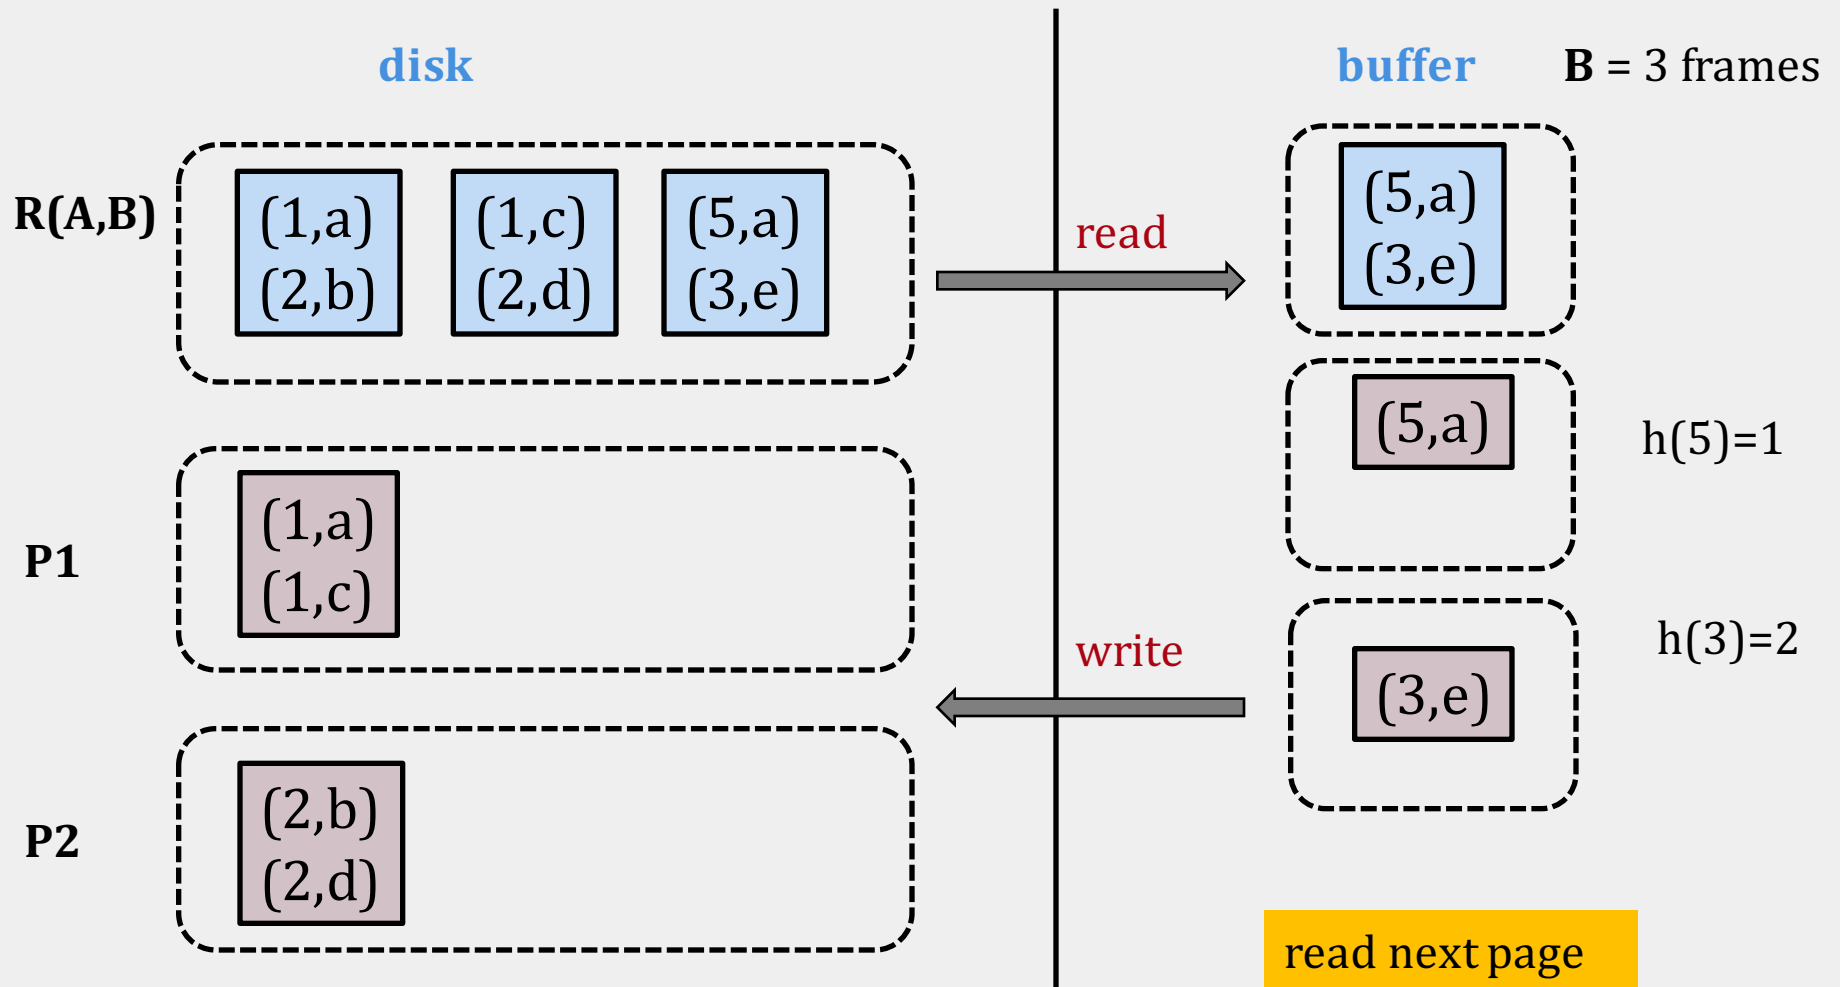 disk
buffer
B = 3 frames
R(A,B)
(1,a)
(2,b)
(1,c)
(2,d)
(5,a)
(3,e)
read
(5,a)
(3,e)
(5,a)
h(5)=1
P1
(1,a)
(1,c)
write
(3,e)
h(3)=2
P2
(2,b)
(2,d)
read next page